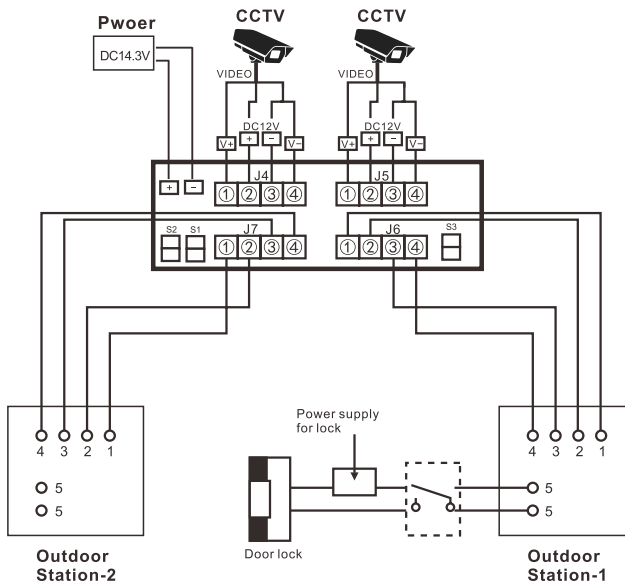 Pwoer
CCTV
CCTV
DC14.3V
VIDEO
VIDEO
DC12V
DC12V
V+ + − V−
V+ + − V−
+ −
J4
J5
① ② ③ ④
① ② ③ ④
S2 S1
J7
J6
S3
① ② ③ ④
① ② ③ ④
4 3 2 1
5
5
Outdoor
Station-2
Power supply
for lock
Door lock
4 3 2 1
5
5
Outdoor
Station-1